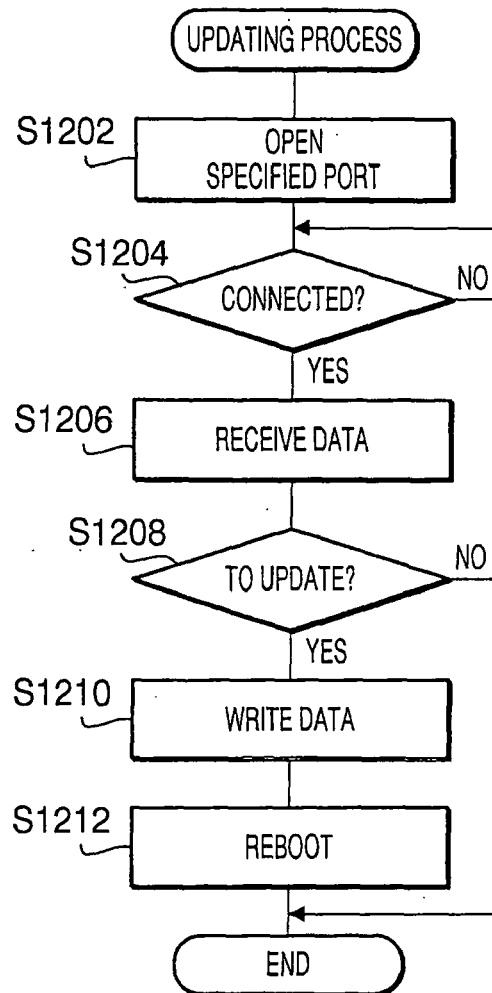 UPDATING PROCESS
S1202
OPEN
SPECIFIED PORT
S1204
CONNECTED?
NO
YES
S1206
RECEIVE DATA
S1208
TO UPDATE?
NO
YES
S1210
WRITE DATA
S1212
REBOOT
END